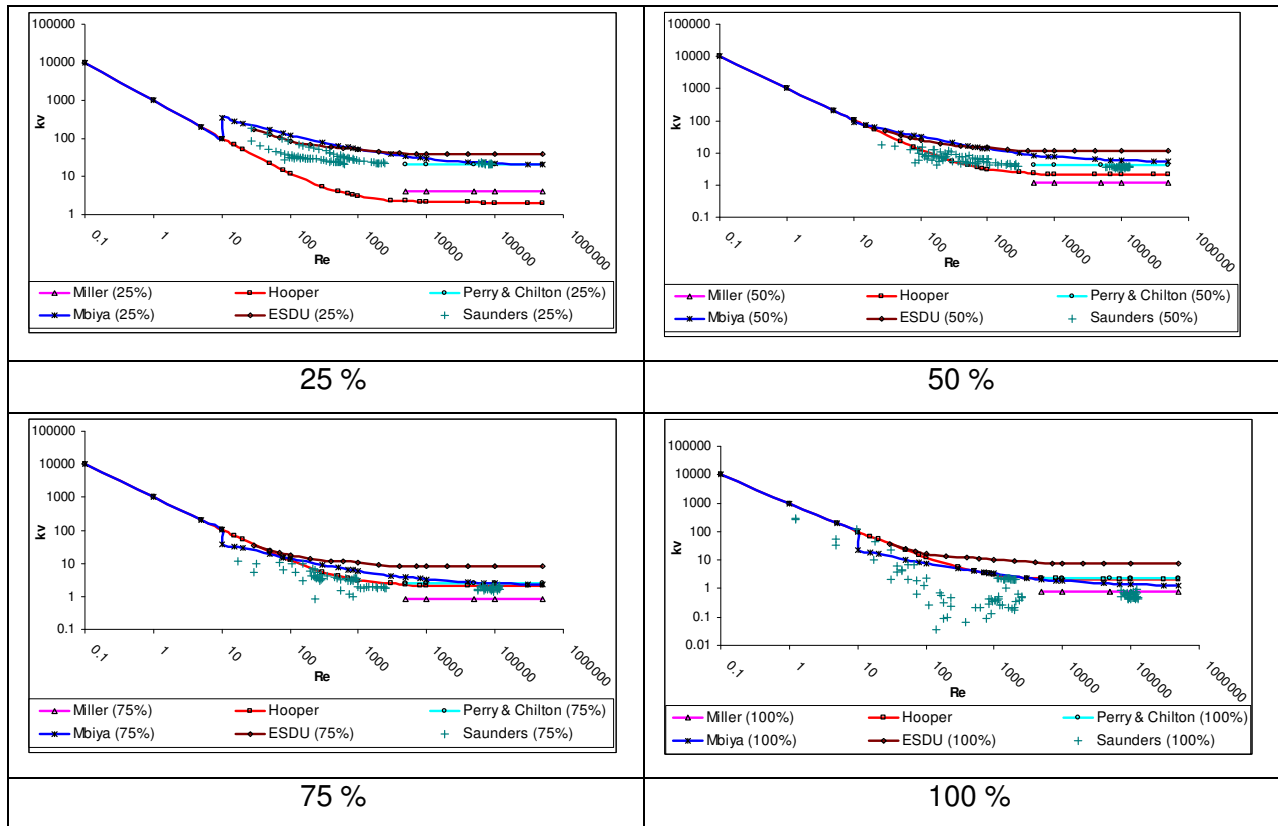 100000
10000
1000
100
10
1
kv
0.1
1
10
100
1000
10000
100000
1000000
Re
Miller (25%)
Hooper
Perry & Chilton (25%)
Mbiya (25%)
ESDU (25%)
Saunders (25%)
25 %
100000
10000
1000
100
10
1
0.1
kv
0.1
1
10
100
1000
10000
100000
1000000
Re
Miller (50%)
Hooper
Perry & Chilton (50%)
Mbiya (50%)
ESDU (50%)
Saunders (50%)
50 %
100000
10000
1000
100
10
1
0.1
kv
0.1
1
10
100
1000
10000
100000
1000000
Re
Miller (75%)
Hooper
Perry & Chilton (75%)
Mbiya (75%)
ESDU (75%)
Saunders (75%)
75 %
100000
10000
1000
100
10
1
0.1
0.01
kv
0.1
1
10
100
1000
10000
100000
1000000
Re
Miller (100%)
Hooper
Perry & Chilton (100%)
Mbiya (100%)
ESDU (100%)
Saunders (100%)
100 %